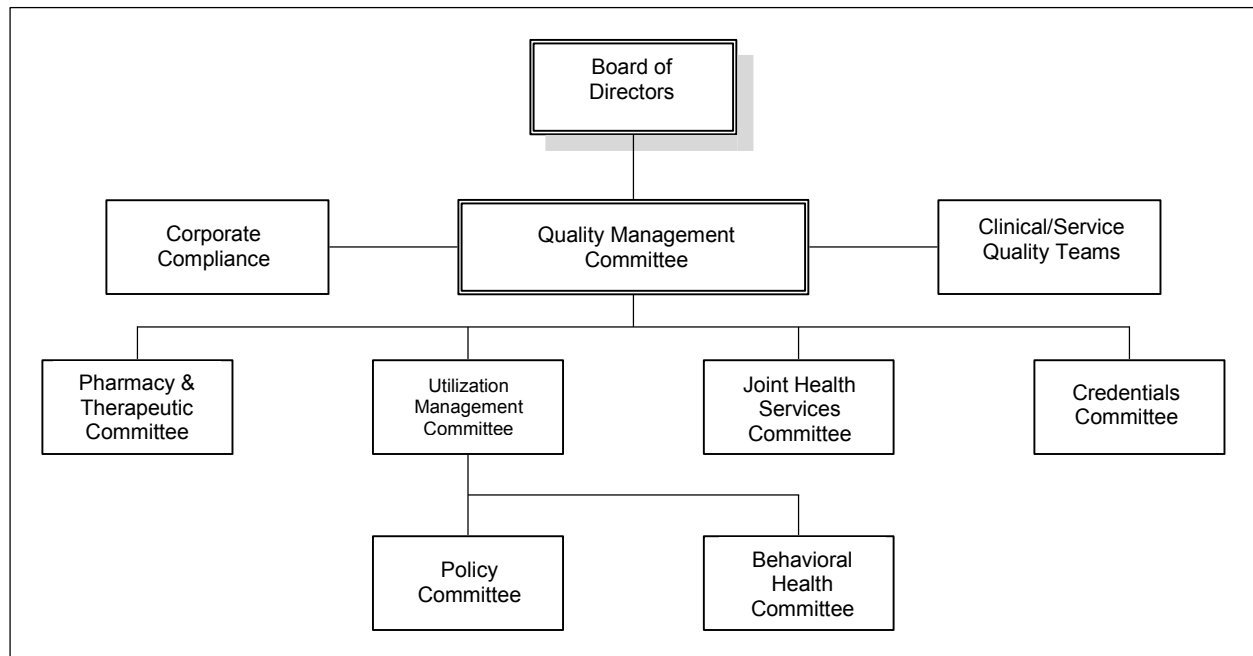 Board of
Directors
Corporate
Compliance
Quality Management
Committee
Clinical/Service
Quality Teams
Pharmacy &
Therapeutic
Committee
Utilization
Management
Committee
Joint Health
Services
Committee
Credentials
Committee
Policy
Committee
Behavioral
Health
Committee